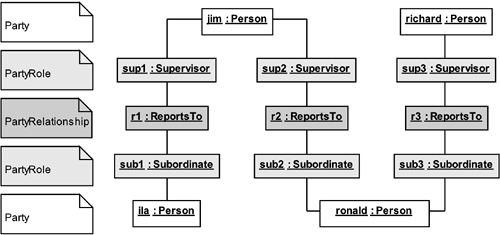 Party
jim : Person
richard : Person
PartyRole
sup1 : Supervisor
sup2 : Supervisor
sup3 : Supervisor
PartyRelationship
r1 : ReportsTo
r2 : ReportsTo
r3 : ReportsTo
PartyRole
sub1 : Subordinate
sub2 : Subordinate
sub3 : Subordinate
Party
ila : Person
ronald : Person